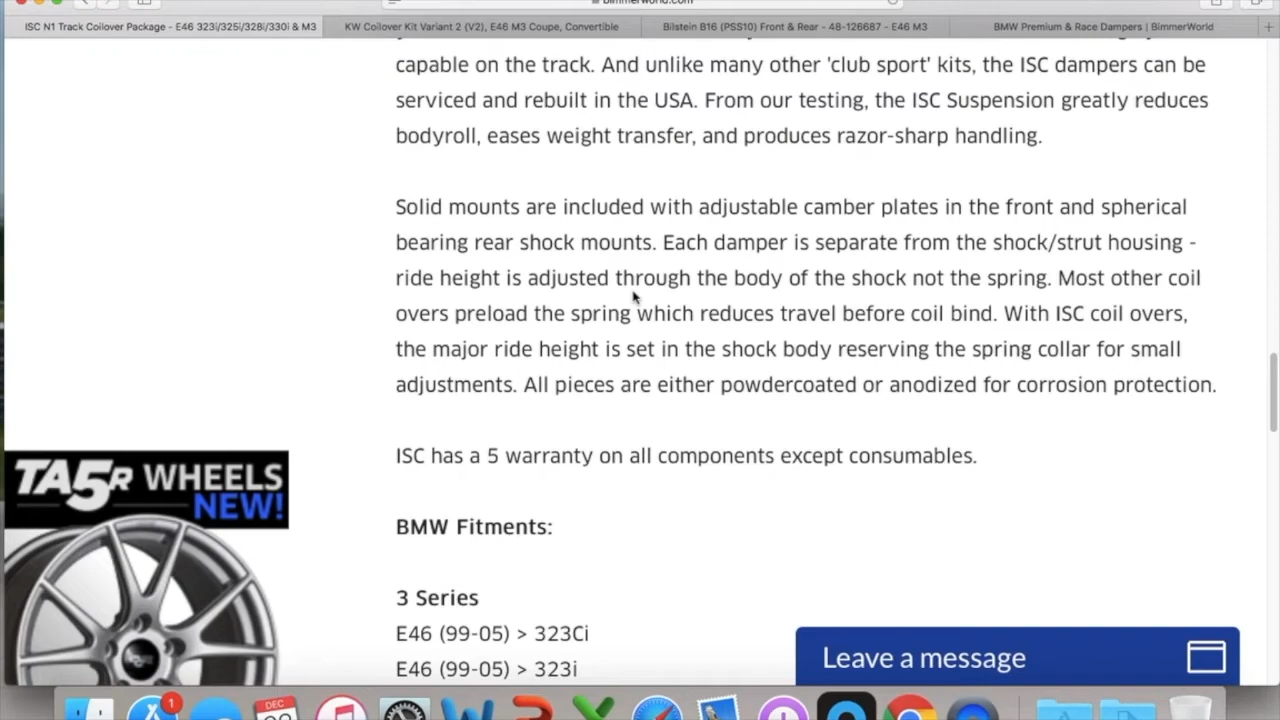 bimmerworld.com
ISC N1 Track Coilover Package - E46 323i/325i/328i/330i & M3
KW Coilover Kit Variant 2 (V2), E46 M3 Coupe, Convertible
Bilstein B16 (PSS10) Front & Rear - 48-126687 - E46 M3
BMW Premium & Race Dampers | BimmerWorld
capable on the track. And unlike many other 'club sport' kits, the ISC dampers can be
serviced and rebuilt in the USA. From our testing, the ISC Suspension greatly reduces
bodyroll, eases weight transfer, and produces razor-sharp handling.
Solid mounts are included with adjustable camber plates in the front and spherical
bearing rear shock mounts. Each damper is separate from the shock/strut housing -
ride height is adjusted through the body of the shock not the spring. Most other coil
overs preload the spring which reduces travel before coil bind. With ISC coil overs,
the major ride height is set in the shock body reserving the spring collar for small
adjustments. All pieces are either powdercoated or anodized for corrosion protection.
ISC has a 5 warranty on all components except consumables.
BMW Fitments:
3 Series
E46 (99-05) > 323Ci
E46 (99-05) > 323i
TA5R WHEELS
NEW!
Leave a message
1
DEC